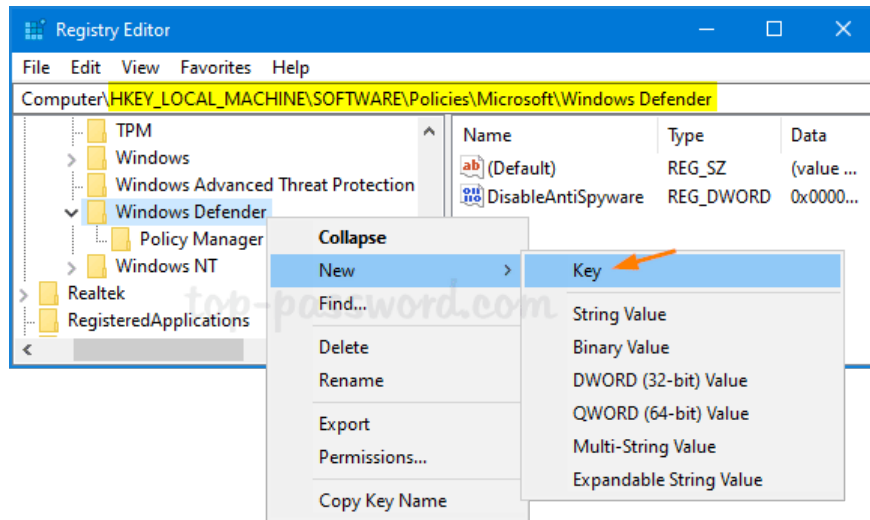 Registry Editor
File Edit View Favorites Help
Computer\HKEY_LOCAL_MACHINE\SOFTWARE\Policies\Microsoft\Windows Defender
TPM
Windows
Windows Advanced Threat Protection
Windows Defender
Policy Manager
Windows NT
Realtek
RegisteredApplications
Name Type Data
ab (Default) REG_SZ (value ...
DisableAntiSpyware REG_DWORD 0x0000...
Collapse
New
Find...
Delete
Rename
Export
Permissions...
Copy Key Name
Key
String Value
Binary Value
DWORD (32-bit) Value
QWORD (64-bit) Value
Multi-String Value
Expandable String Value
top-password.com